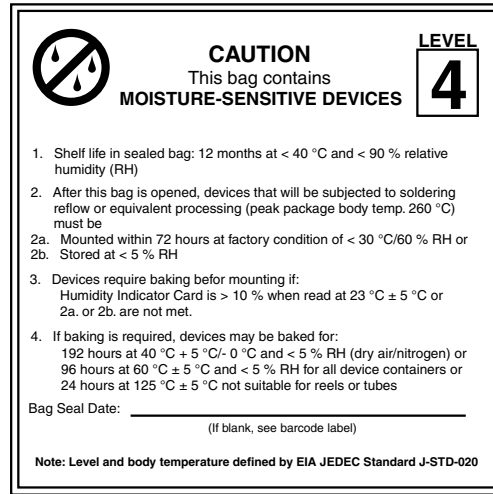 LEVEL
4
CAUTION
This bag contains
MOISTURE-SENSITIVE DEVICES
1. Shelf life in sealed bag: 12 months at < 40 °C and < 90 % relative
humidity (RH)
2. After this bag is opened, devices that will be subjected to soldering
reflow or equivalent processing (peak package body temp. 260 °C)
must be
2a. Mounted within 72 hours at factory condition of < 30 °C/60 % RH or
2b. Stored at < 5 % RH
3. Devices require baking befor mounting if:
Humidity Indicator Card is > 10 % when read at 23 °C ± 5 °C or
2a. or 2b. are not met.
4. If baking is required, devices may be baked for:
192 hours at 40 °C + 5 °C/- 0 °C and < 5 % RH (dry air/nitrogen) or
96 hours at 60 °C ± 5 °C and < 5 % RH for all device containers or
24 hours at 125 °C ± 5 °C not suitable for reels or tubes
Bag Seal Date:
(If blank, see barcode label)
Note: Level and body temperature defined by EIA JEDEC Standard J-STD-020